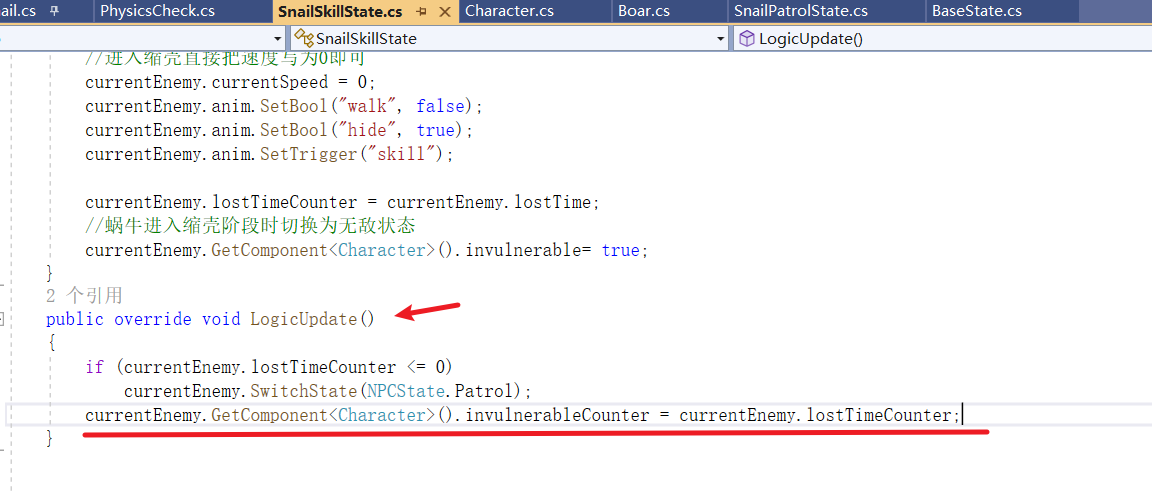 ail.cs PhysicsCheck.cs SnailSkillState.cs Character.cs Boar.cs SnailPatrolState.cs BaseState.cs
SnailSkillState LogicUpdate()
//进入缩壳直接把速度写为0即可
currentEnemy.currentSpeed = 0;
currentEnemy.anim.SetBool("walk", false);
currentEnemy.anim.SetBool("hide", true);
currentEnemy.anim.SetTrigger("skill");
currentEnemy.lostTimeCounter = currentEnemy.lostTime;
//蜗牛进入缩壳阶段时切换为无敌状态
currentEnemy.GetComponent<Character>().invulnerable= true;
}
2 个引用
public override void LogicUpdate()
{
if (currentEnemy.lostTimeCounter <= 0)
currentEnemy.SwitchState(NPCState.Patrol);
currentEnemy.GetComponent<Character>().invulnerableCounter = currentEnemy.lostTimeCounter;
}